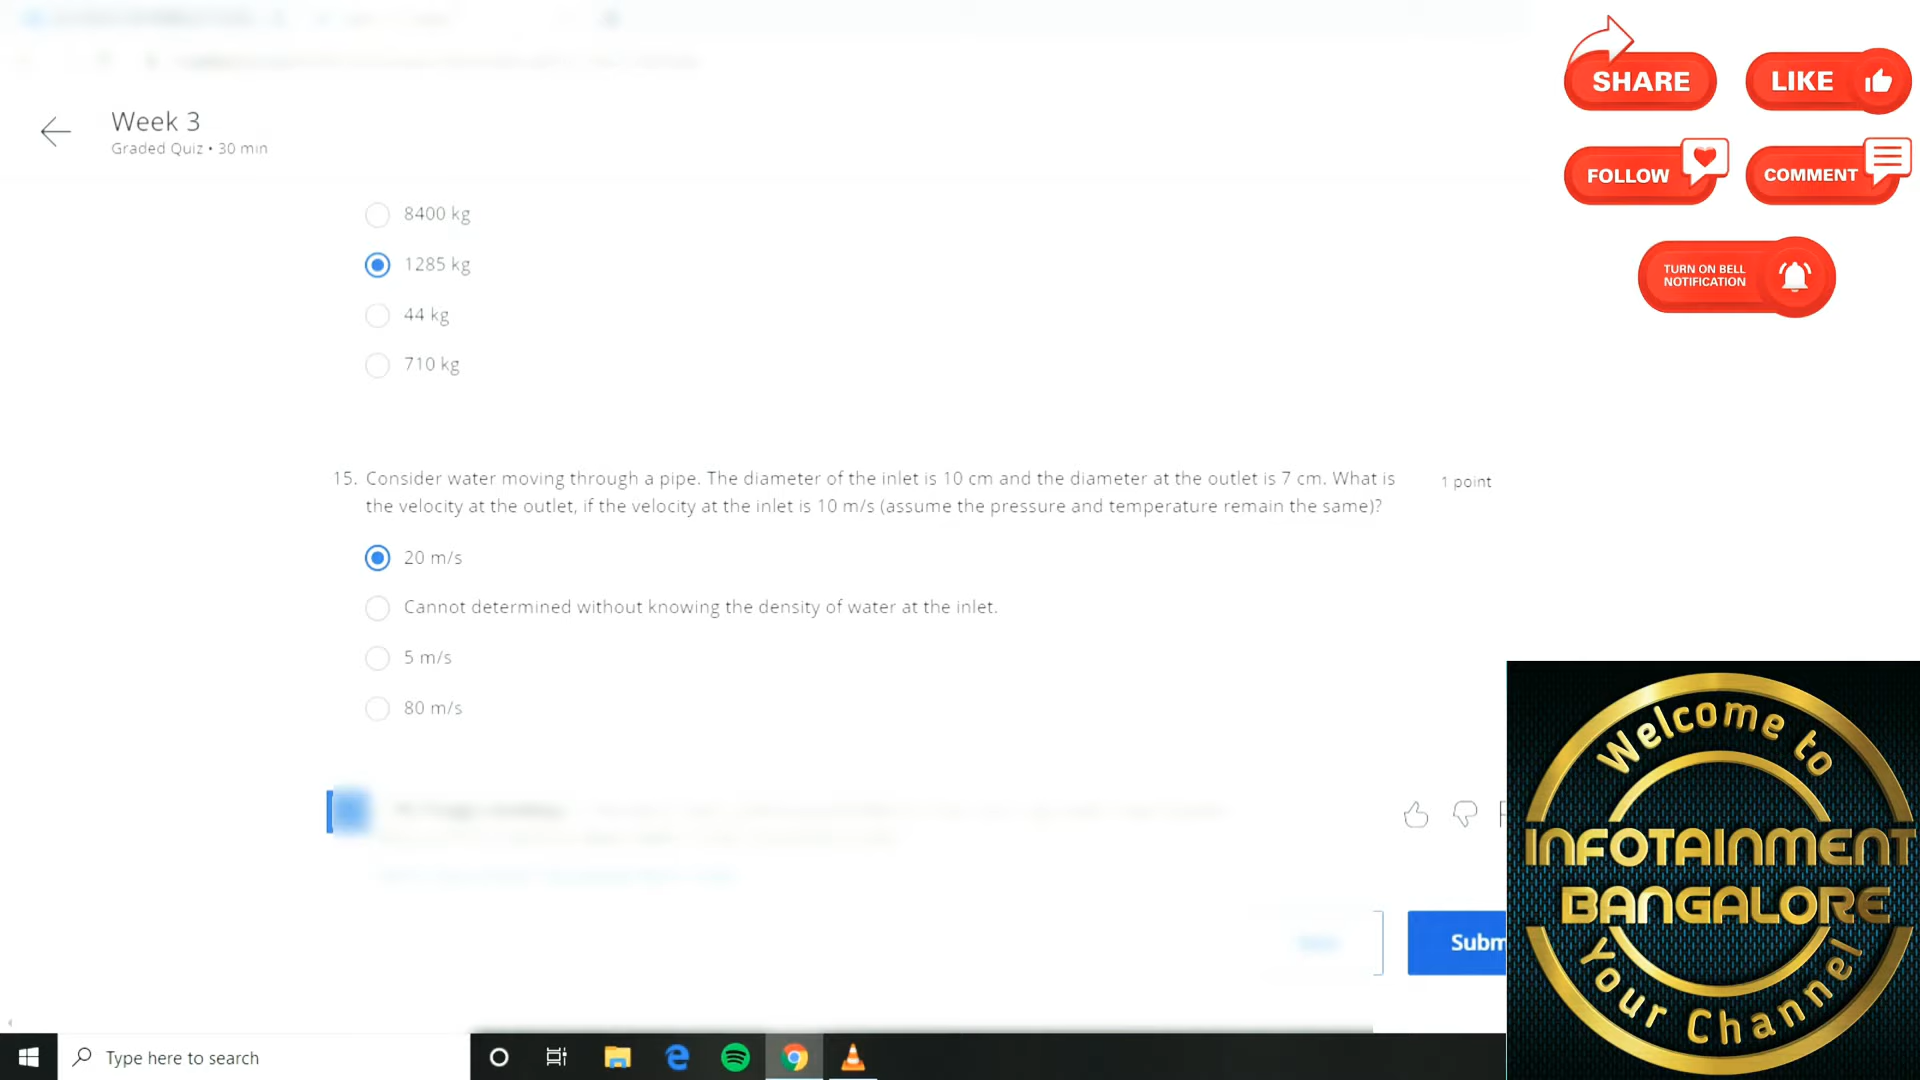 Week 3
Graded Quiz • 30 min
8400 kg
1285 kg
44 kg
710 kg
15. Consider water moving through a pipe. The diameter of the inlet is 10 cm and the diameter at the outlet is 7 cm. What is
the velocity at the outlet, if the velocity at the inlet is 10 m/s (assume the pressure and temperature remain the same)?
1 point
20 m/s
Cannot determined without knowing the density of water at the inlet.
5 m/s
80 m/s
Subm
Type here to search
SHARE
LIKE
FOLLOW
COMMENT
TURN ON BELL
NOTIFICATION
Welcome to
INFOTAINMENT
BANGALORE
Your Channel